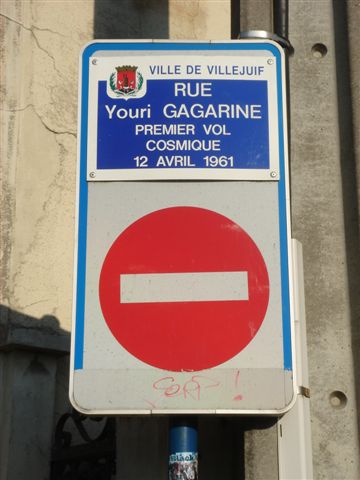 VILLE DE VILLEJUIF
RUE
Youri GAGARINE
PREMIER VOL
COSMIQUE
12 AVRIL 1961